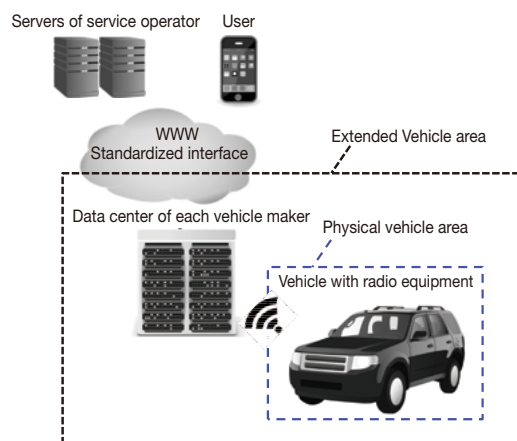 Servers of service operator
User
WWW
Standardized interface
Extended Vehicle area
Data center of each vehicle maker
Physical vehicle area
Vehicle with radio equipment